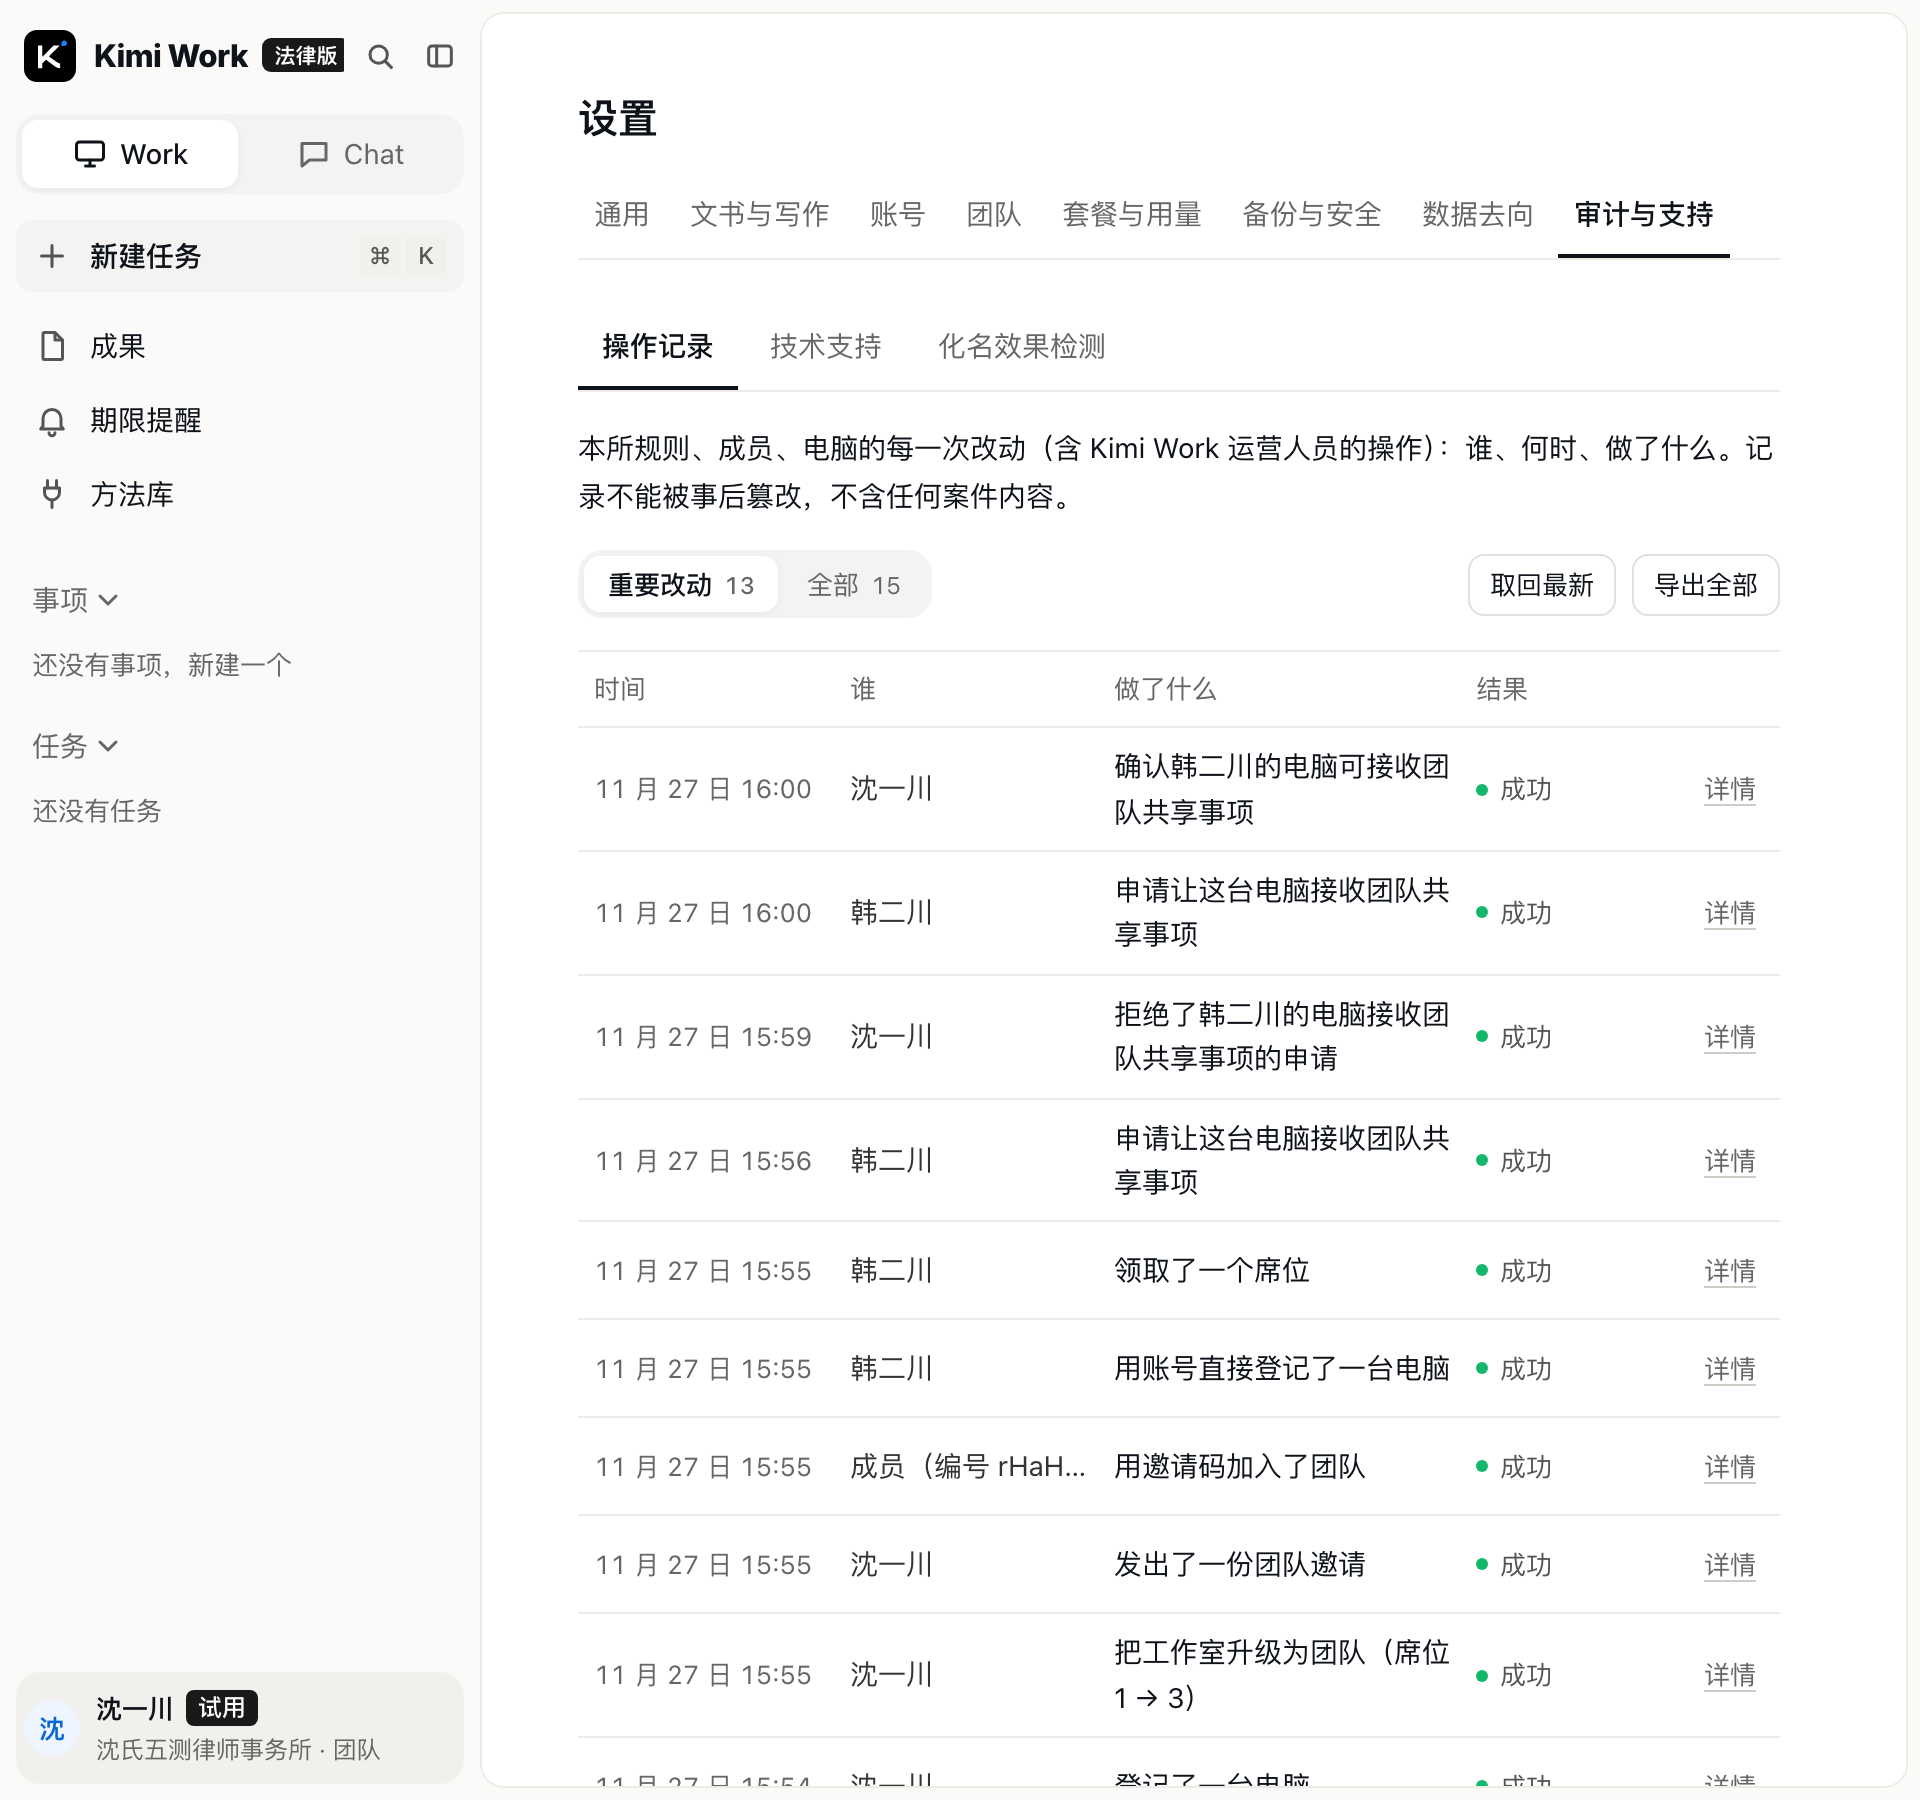 Kimi Work 法律版
Work Chat
新建任务 ⌘ K
成果
期限提醒
方法库
事项
还没有事项，新建一个
任务
还没有任务
沈
沈一川 试用
沈氏五测律师事务所 · 团队
设置
通用 文书与写作 账号 团队 套餐与用量 备份与安全 数据去向 审计与支持
操作记录 技术支持 化名效果检测
本所规则、成员、电脑的每一次改动（含 Kimi Work 运营人员的操作）：谁、何时、做了什么。记
录不能被事后篡改，不含任何案件内容。
重要改动 13 全部 15 取回最新 导出全部
时间 谁 做了什么 结果
11 月 27 日 16:00 沈一川 确认韩二川的电脑可接收团
队共享事项 成功 详情
11 月 27 日 16:00 韩二川 申请让这台电脑接收团队共
享事项 成功 详情
11 月 27 日 15:59 沈一川 拒绝了韩二川的电脑接收团
队共享事项的申请 成功 详情
11 月 27 日 15:56 韩二川 申请让这台电脑接收团队共
享事项 成功 详情
11 月 27 日 15:55 韩二川 领取了一个席位 成功 详情
11 月 27 日 15:55 韩二川 用账号直接登记了一台电脑 成功 详情
11 月 27 日 15:55 成员（编号 rHaH... 用邀请码加入了团队 成功 详情
11 月 27 日 15:55 沈一川 发出了一份团队邀请 成功 详情
11 月 27 日 15:55 沈一川 把工作室升级为团队（席位
1 → 3） 成功 详情
11 月 27 日 15:54 沈一川 登记了一台电脑 成功 详情